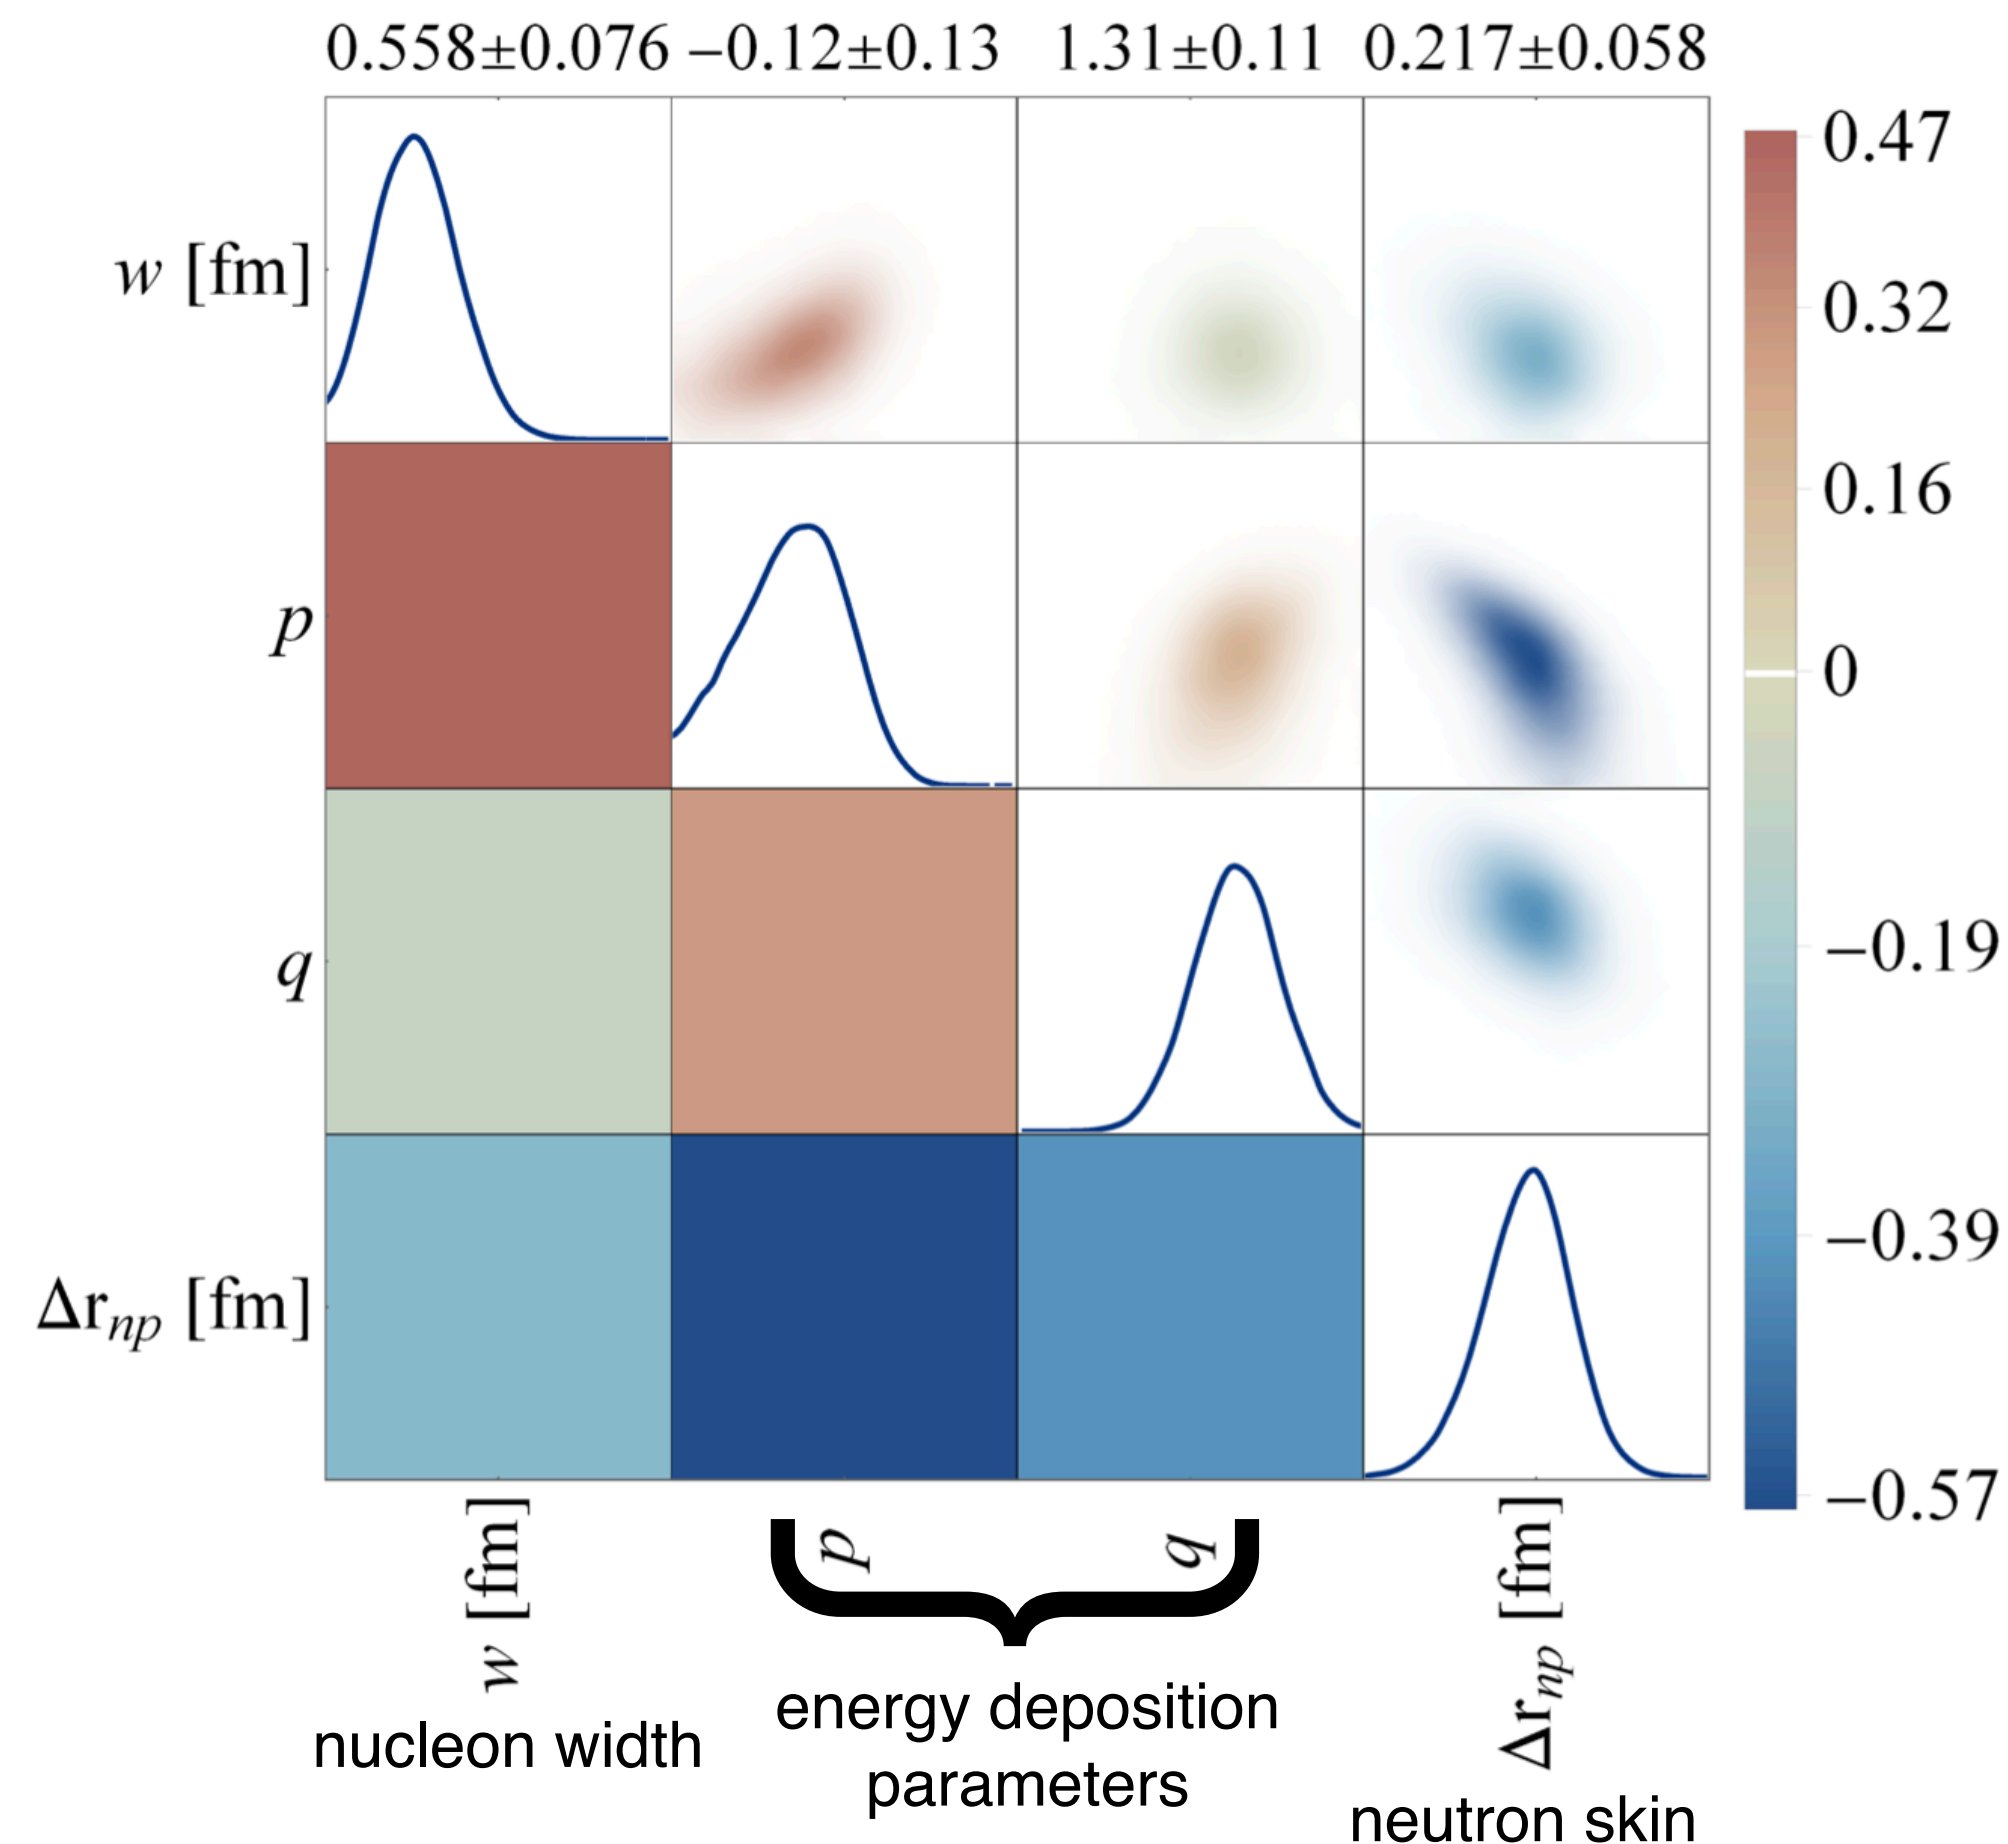 0.558±0.076 −0.12±0.13 1.31±0.11 0.217±0.058
0.47
0.32
0.16
0
−0.19
−0.39
−0.57
w [fm]
p
q
Δr_np [fm]
w [fm]
p
q
Δr_np [fm]
nucleon width
energy deposition
parameters
neutron skin